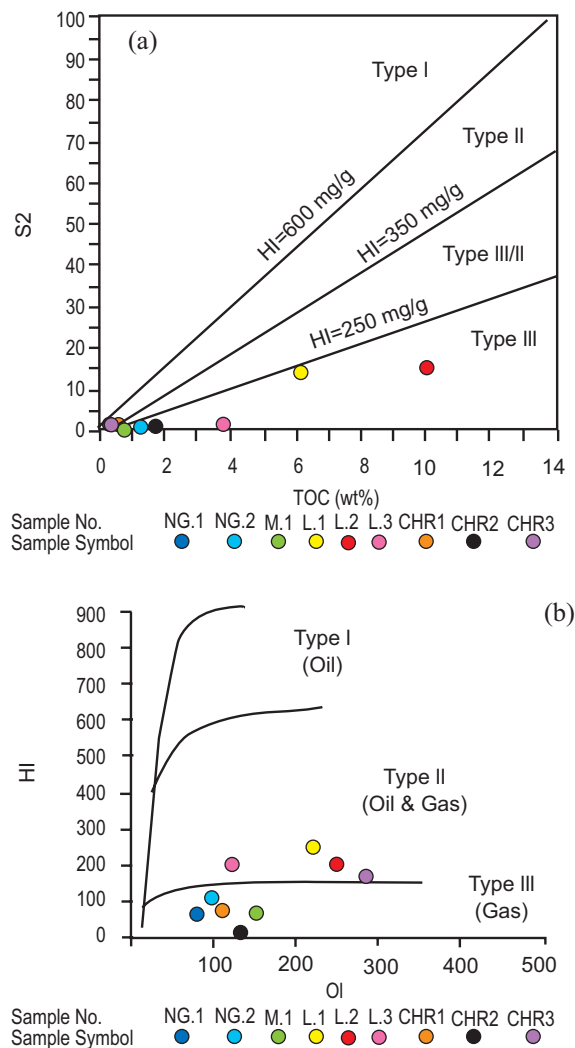 (a)
100
90
80
70
60
50
40
30
20
10
0
S2
Type I
Type II
Type III/II
Type III
HI=600 mg/g
HI=350 mg/g
HI=250 mg/g
0 2 4 6 8 10 12 14
TOC (wt%)
Sample No. NG.1 NG.2 M.1 L.1 L.2 L.3 CHR1 CHR2 CHR3
Sample Symbol
(b)
900
800
700
600
500
400
300
200
100
0
HI
Type I
(Oil)
Type II
(Oil & Gas)
Type III
(Gas)
100 200 300 400 500
OI
Sample No. NG.1 NG.2 M.1 L.1 L.2 L.3 CHR1 CHR2 CHR3
Sample Symbol